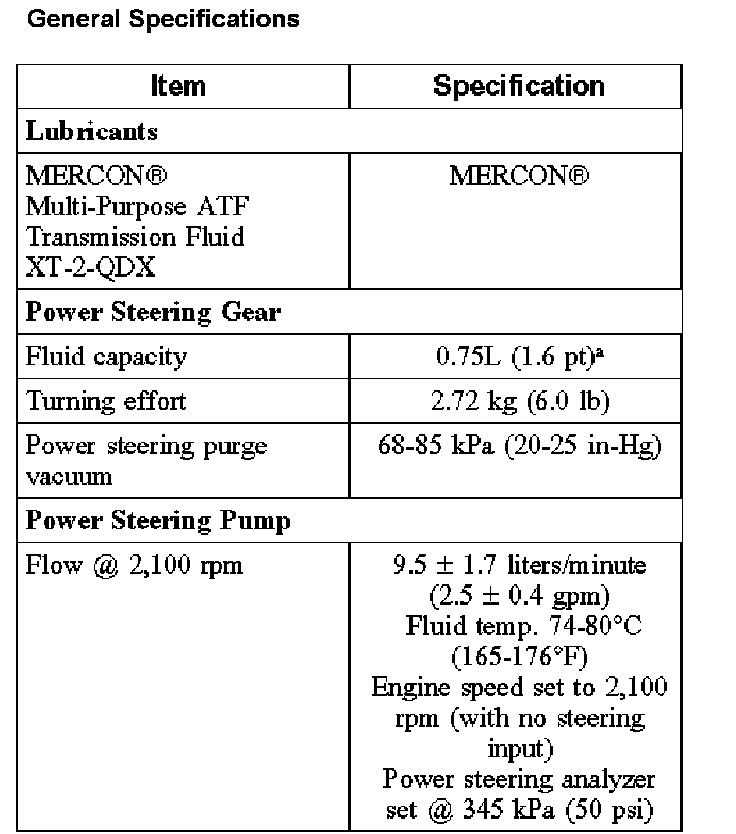 General Specifications
Item Specification
Lubricants
MERCON® MERCON®
Multi-Purpose ATF
Transmission Fluid
XT-2-QDX
Power Steering Gear
Fluid capacity 0.75L (1.6 pt)ª
Turning effort 2.72 kg (6.0 lb)
Power steering purge 68-85 kPa (20-25 in-Hg)
vacuum
Power Steering Pump
Flow @ 2,100 rpm 9.5 ± 1.7 liters/minute
(2.5 ± 0.4 gpm)
Fluid temp. 74-80°C
(165-176°F)
Engine speed set to 2,100
rpm (with no steering
input)
Power steering analyzer
set @ 345 kPa (50 psi)